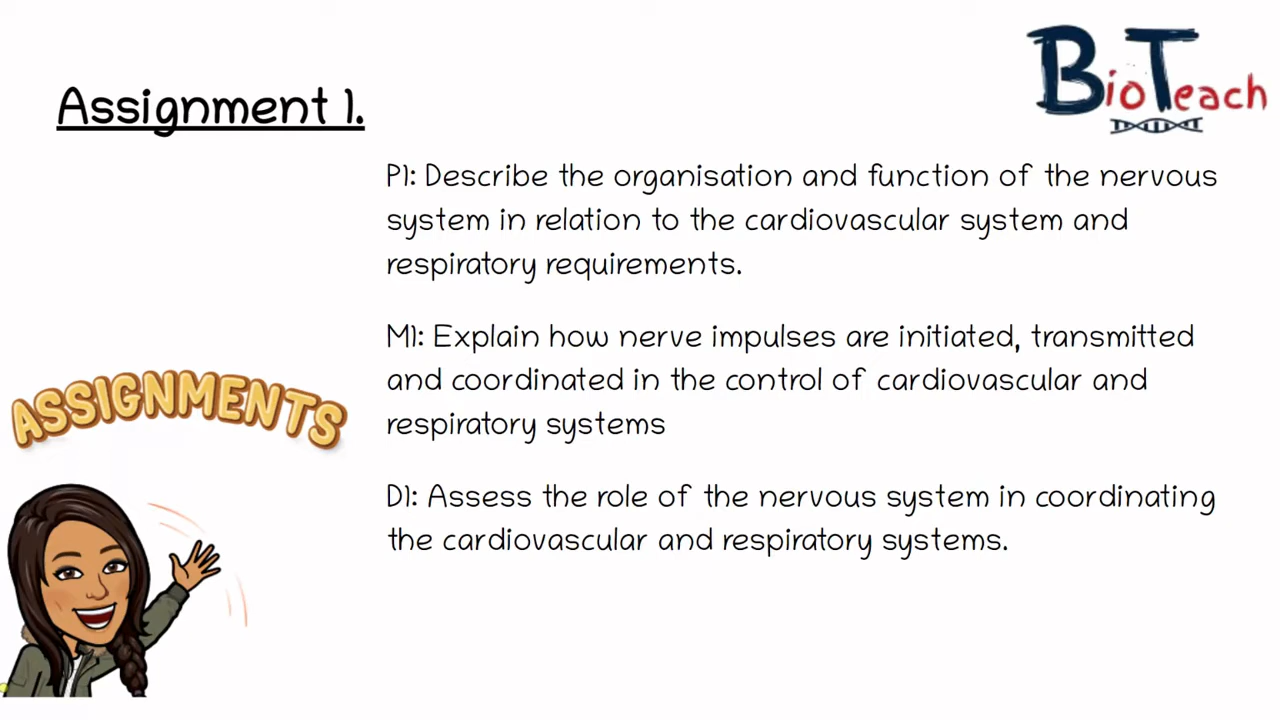 BioTeach
Assignment 1.
P1: Describe the organisation and function of the nervous
system in relation to the cardiovascular system and
respiratory requirements.
M1: Explain how nerve impulses are initiated, transmitted
and coordinated in the control of cardiovascular and
respiratory systems
D1: Assess the role of the nervous system in coordinating
the cardiovascular and respiratory systems.
ASSIGNMENTS